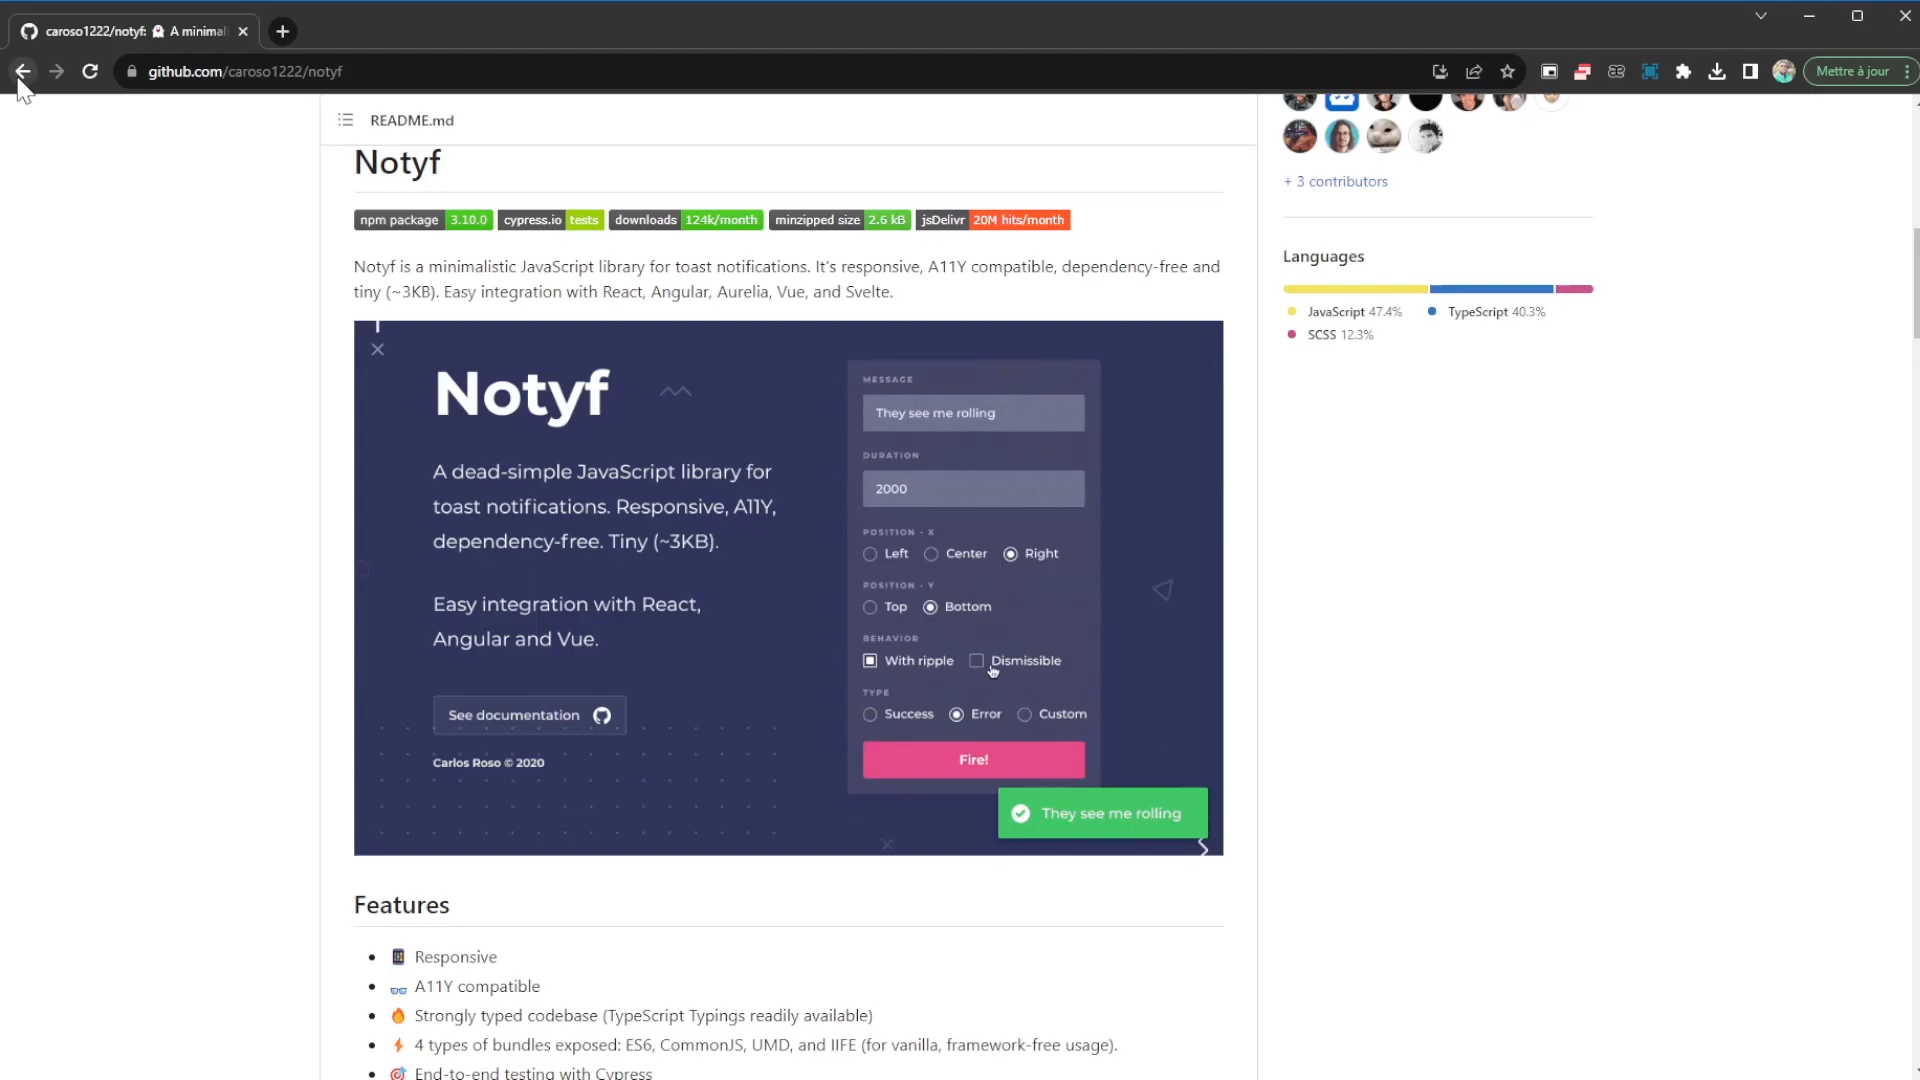 caroso1222/notyf: 👻 A minimal
github.com/caroso1222/notyf
Mettre à jour
README.md
Notyf
npm package 3.10.0 cypress.io tests downloads 124k/month minzipped size 2.6 kB jsDelivr 20M hits/month
Notyf is a minimalistic JavaScript library for toast notifications. It's responsive, A11Y compatible, dependency-free and
tiny (~3KB). Easy integration with React, Angular, Aurelia, Vue, and Svelte.
Notyf
A dead-simple JavaScript library for
toast notifications. Responsive, A11Y,
dependency-free. Tiny (~3KB).
Easy integration with React,
Angular and Vue.
See documentation
Carlos Roso © 2020
MESSAGE
They see me rolling
DURATION
2000
POSITION - X
Left Center Right
POSITION - Y
Top Bottom
BEHAVIOR
With ripple Dismissible
TYPE
Success Error Custom
Fire!
They see me rolling
Features
📱 Responsive
👓 A11Y compatible
🔥 Strongly typed codebase (TypeScript Typings readily available)
⚡ 4 types of bundles exposed: ES6, CommonJS, UMD, and IIFE (for vanilla, framework-free usage).
🎯 End-to-end testing with Cypress
+ 3 contributors
Languages
JavaScript 47.4% TypeScript 40.3%
SCSS 12.3%